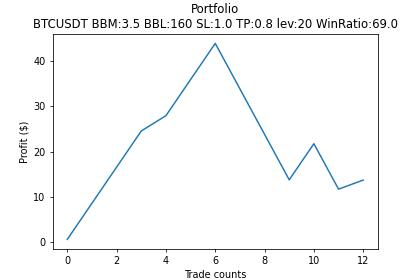 Portfolio
BTCUSDT BBM:3.5 BBL:160 SL:1.0 TP:0.8 lev:20 WinRatio:69.0
40
30
20
10
0
Profit ($)
0 2 4 6 8 10 12
Trade counts